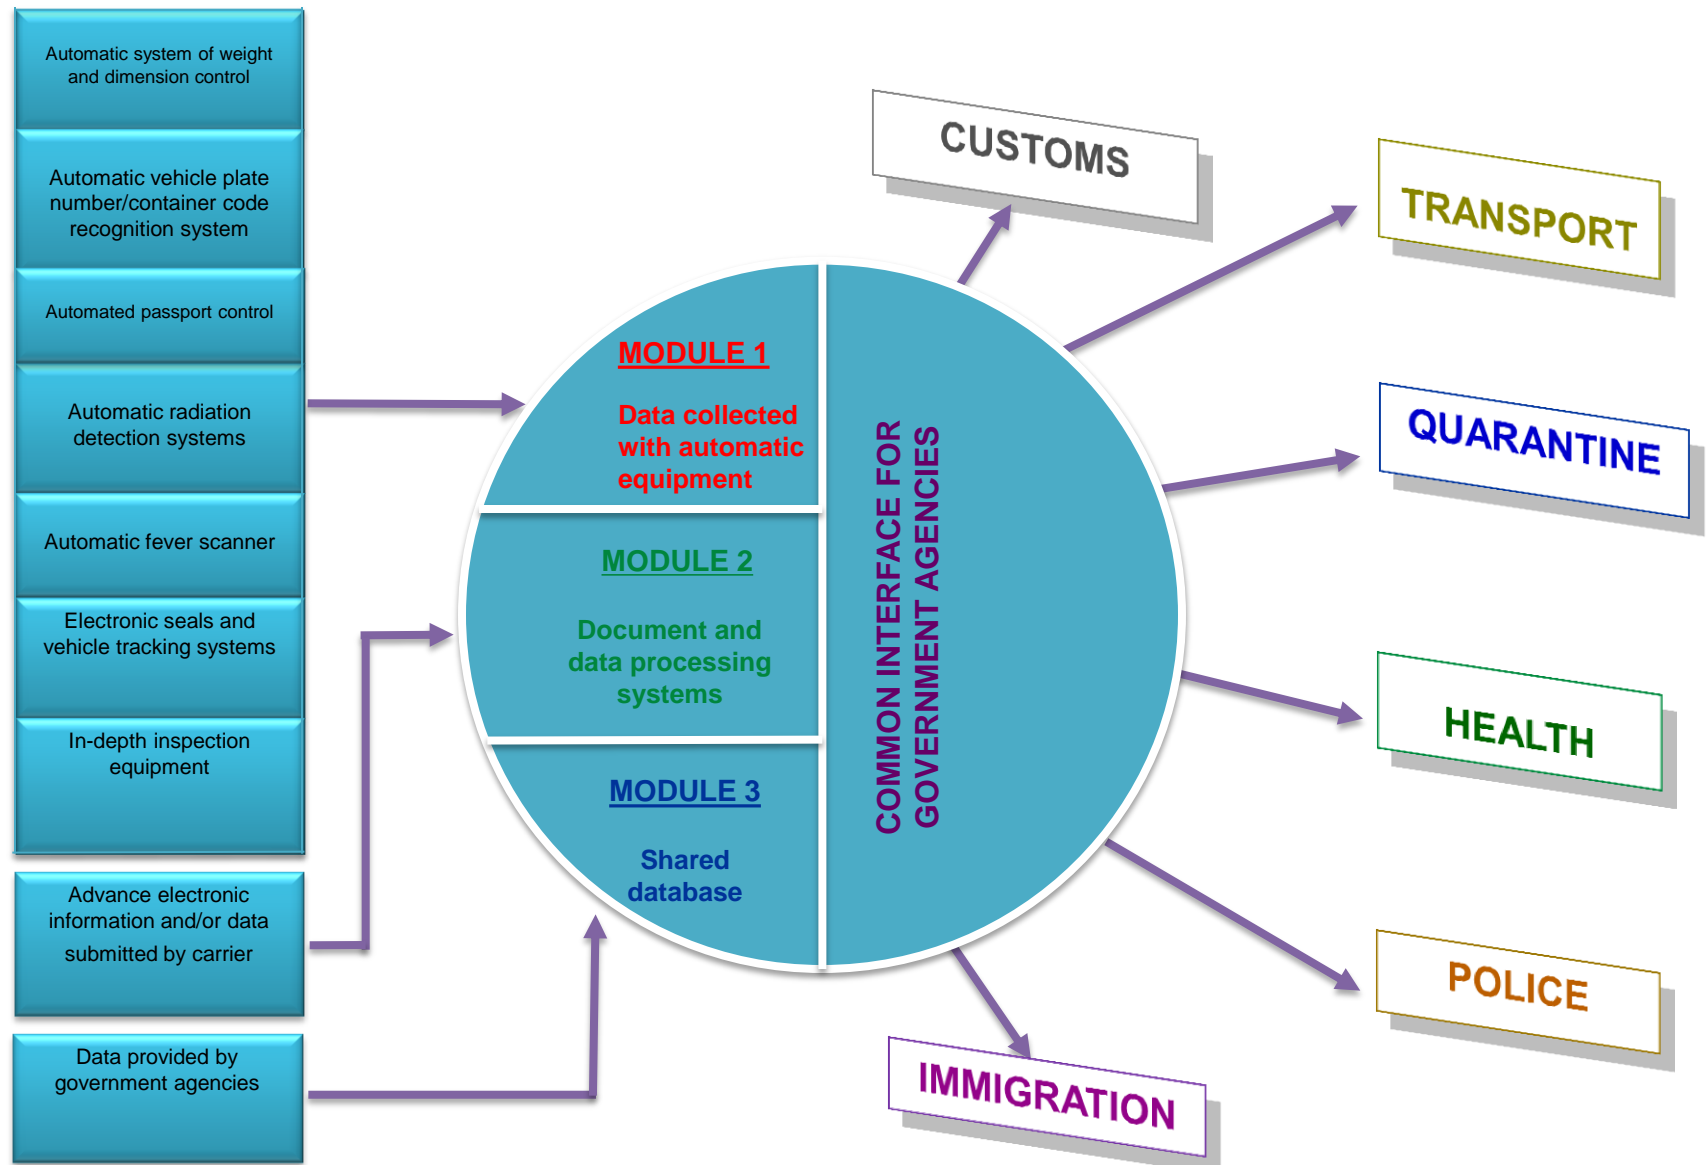 Automatic system of weight
and dimension control
Automatic vehicle plate
number/container code
recognition system
Automated passport control
Automatic radiation
detection systems
Automatic fever scanner
Electronic seals and
vehicle tracking systems
In-depth inspection
equipment
Advance electronic
information and/or data
submitted by carrier
Data provided by
government agencies
MODULE 1
Data collected
with automatic
equipment
MODULE 2
Document and
data processing
systems
MODULE 3
Shared
database
COMMON INTERFACE FOR
GOVERNMENT AGENCIES
CUSTOMS
TRANSPORT
QUARANTINE
HEALTH
POLICE
IMMIGRATION